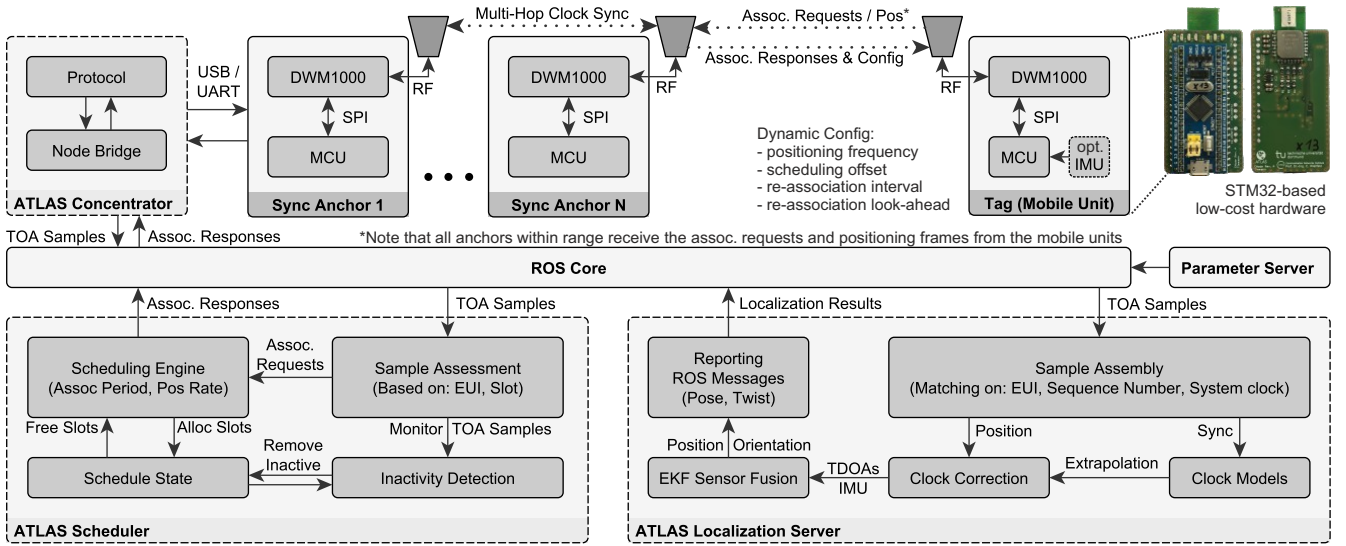 Multi-Hop Clock Sync
Assoc. Requests / Pos*
Assoc. Responses & Config
Protocol
Node Bridge
ATLAS Concentrator
USB /
UART
DWM1000
SPI
MCU
Sync Anchor 1
RF
DWM1000
SPI
MCU
Sync Anchor N
RF
Dynamic Config:
- positioning frequency
- scheduling offset
- re-association interval
- re-association look-ahead
RF
DWM1000
SPI
MCU
opt.
IMU
Tag (Mobile Unit)
x13
x13
STM32-based
low-cost hardware
TOA Samples
Assoc. Responses
*Note that all anchors within range receive the assoc. requests and positioning frames from the mobile units
ROS Core
Parameter Server
Assoc. Responses
TOA Samples
Localization Results
TOA Samples
Scheduling Engine
(Assoc Period, Pos Rate)
Assoc.
Requests
Sample Assessment
(Based on: EUI, Slot)
Free Slots
Alloc Slots
Monitor
TOA Samples
Schedule State
Remove
Inactive
Inactivity Detection
ATLAS Scheduler
Reporting
ROS Messages
(Pose, Twist)
Sample Assembly
(Matching on: EUI, Sequence Number, System clock)
Position
Orientation
Position
Sync
EKF Sensor Fusion
TDOAs
IMU
Clock Correction
Extrapolation
Clock Models
ATLAS Localization Server